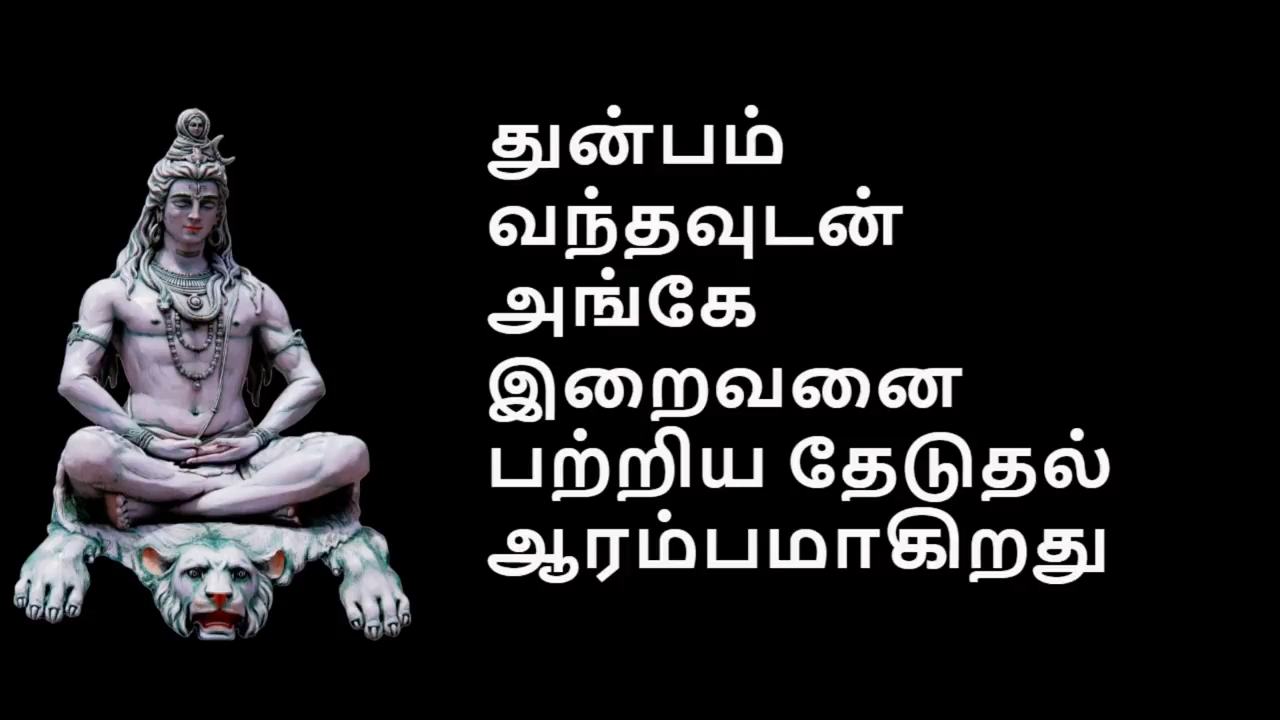 துன்பம்
வந்தவுடன்
அங்கே
இறைவனை
பற்றிய தேடுதல்
ஆரம்பமாகிறது